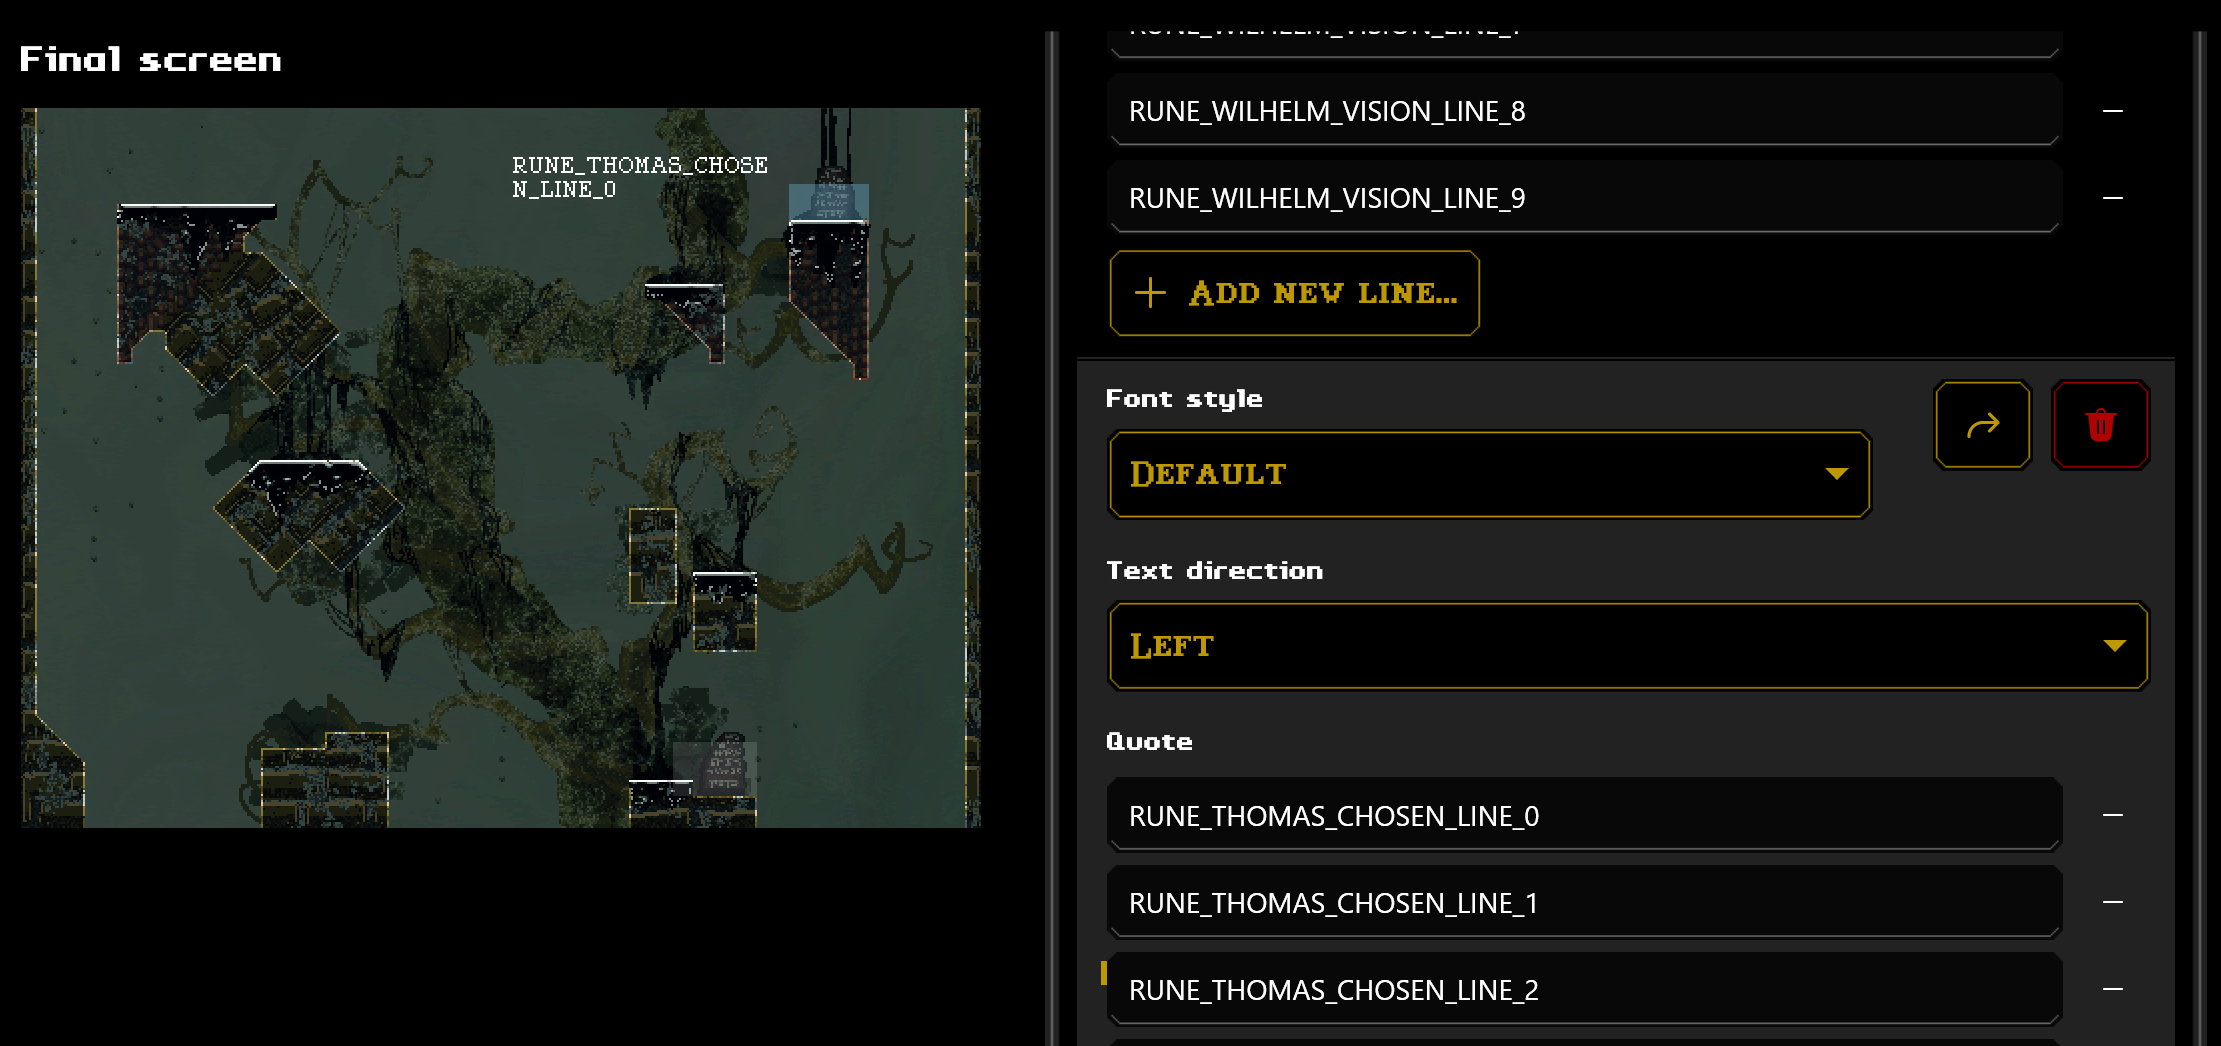 Final screen
RUNE_THOMAS_CHOSE
N_LINE_0
RUNE_WILHELM_VISION_LINE_7
RUNE_WILHELM_VISION_LINE_8
RUNE_WILHELM_VISION_LINE_9
Add new line...
Font style
Default
Text direction
Left
Quote
RUNE_THOMAS_CHOSEN_LINE_0
RUNE_THOMAS_CHOSEN_LINE_1
RUNE_THOMAS_CHOSEN_LINE_2